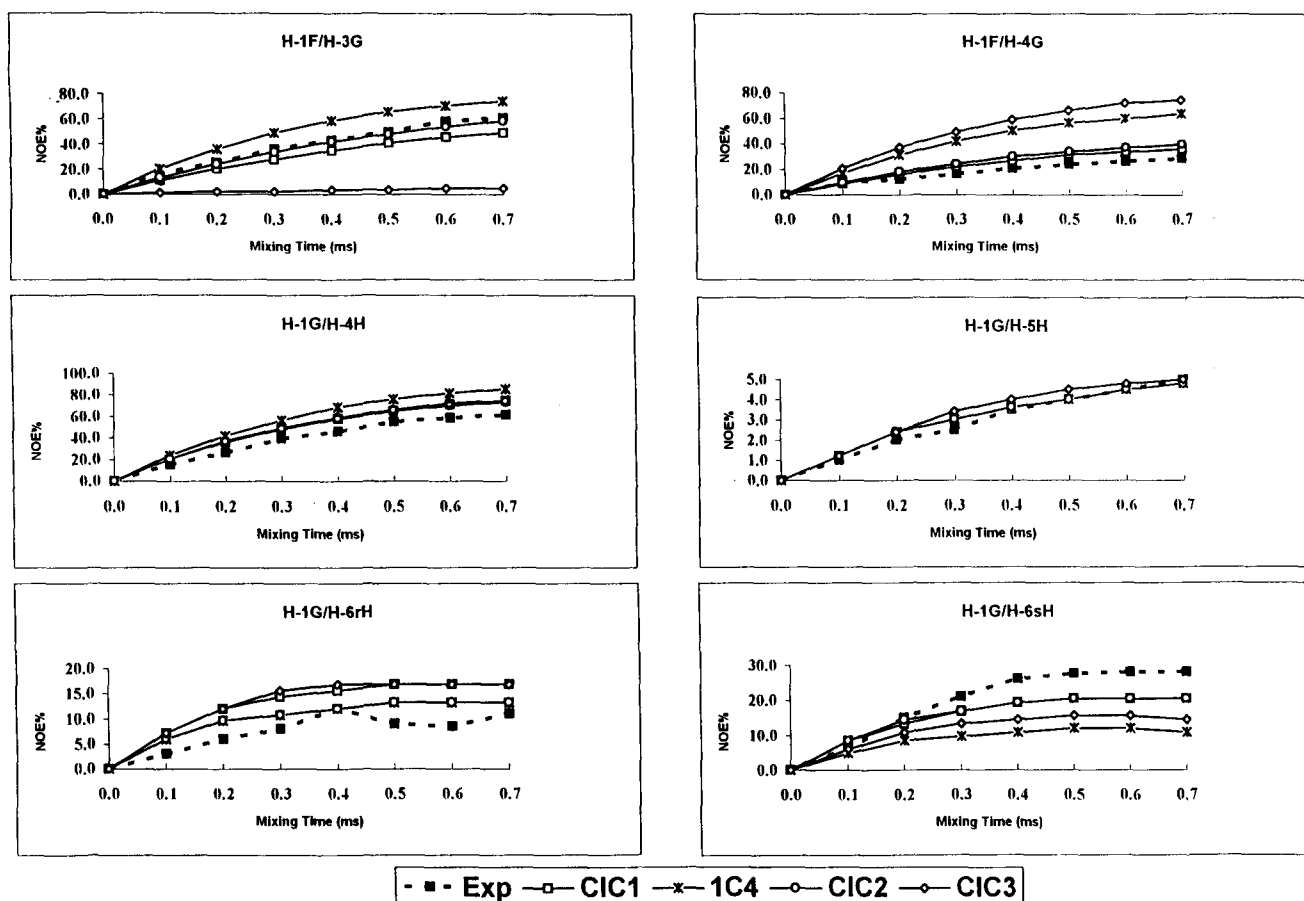 H-1F/H-3G
80.0
60.0
40.0
20.0
0.0
NOE%
0.0 0.1 0.2 0.3 0.4 0.5 0.6 0.7
Mixing Time (ms)
H-1F/H-4G
80.0
60.0
40.0
20.0
0.0
NOE%
0.0 0.1 0.2 0.3 0.4 0.5 0.6 0.7
Mixing Time (ms)
H-1G/H-4H
100.0
80.0
60.0
40.0
20.0
0.0
NOE%
0.0 0.1 0.2 0.3 0.4 0.5 0.6 0.7
Mixing Time (ms)
H-1G/H-5H
5.0
4.0
3.0
2.0
1.0
0.0
NOE%
0.0 0.1 0.2 0.3 0.4 0.5 0.6 0.7
Mixing Time (ms)
H-1G/H-6rH
20.0
15.0
10.0
5.0
0.0
NOE%
0.0 0.1 0.2 0.3 0.4 0.5 0.6 0.7
Mixing Time (ms)
H-1G/H-6sH
30.0
20.0
10.0
0.0
NOE%
0.0 0.1 0.2 0.3 0.4 0.5 0.6 0.7
Mixing Time (ms)
Exp CIC1 1C4 CIC2 CIC3